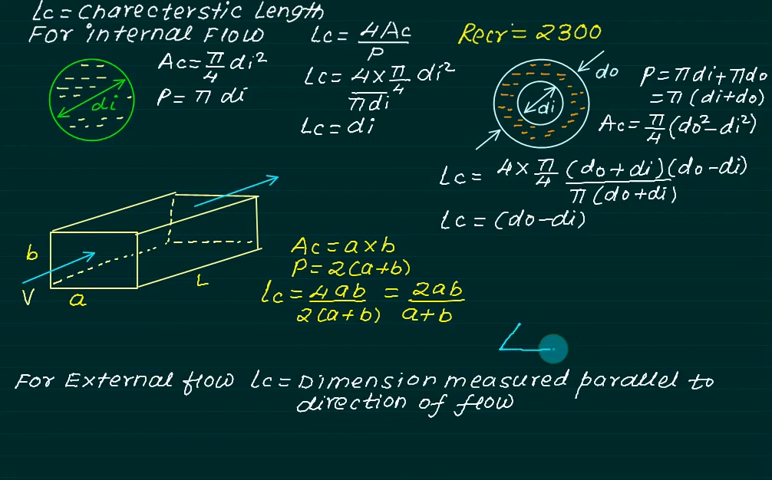 Lc = Charecterstic Length
For internal Flow
Ac = π/4 di²
P = π di
di
Lc = 4Ac/P
Lc = 4 × π/4 di² / πdi
Lc = di
Recr = 2300
do
di
P = πdi + πdo
= π(di+do)
Ac = π/4 (do² - di²)
Lc = 4 × π/4 (do + di)(do - di) / π(do + di)
Lc = (do - di)
b
V
a
L
Ac = a × b
P = 2(a+b)
Lc = 4ab / 2(a+b) = 2ab / a+b
For External flow Lc = Dimension measured parallel to
direction of flow